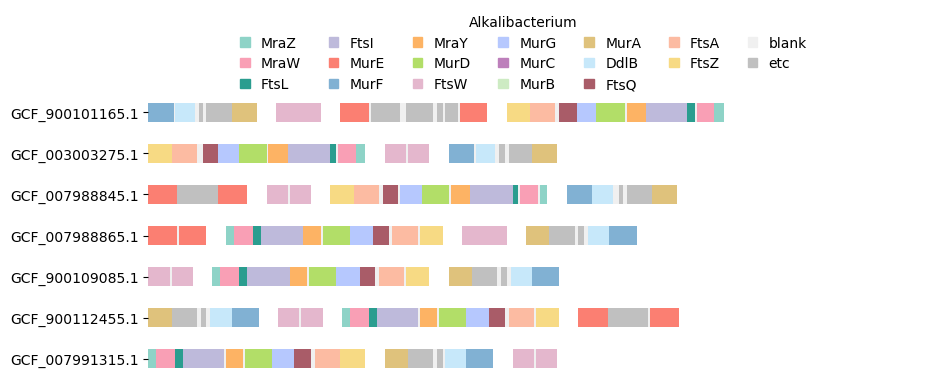 Alkalibacterium
MraZ FtsI MraY MurG MurA FtsA blank
MraW MurE MurD MurC DdlB FtsZ etc
FtsL MurF FtsW MurB FtsQ
GCF_900101165.1
GCF_003003275.1
GCF_007988845.1
GCF_007988865.1
GCF_900109085.1
GCF_900112455.1
GCF_007991315.1